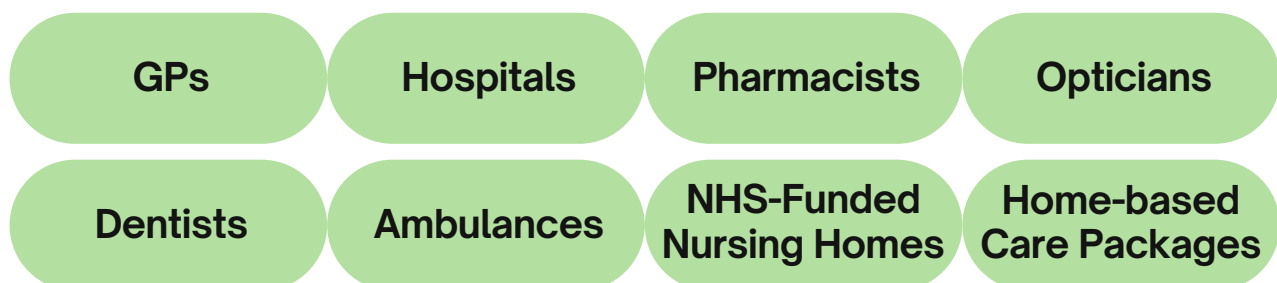 GPs
Hospitals
Pharmacists
Opticians
Dentists
Ambulances
NHS-Funded
Nursing Homes
Home-based
Care Packages